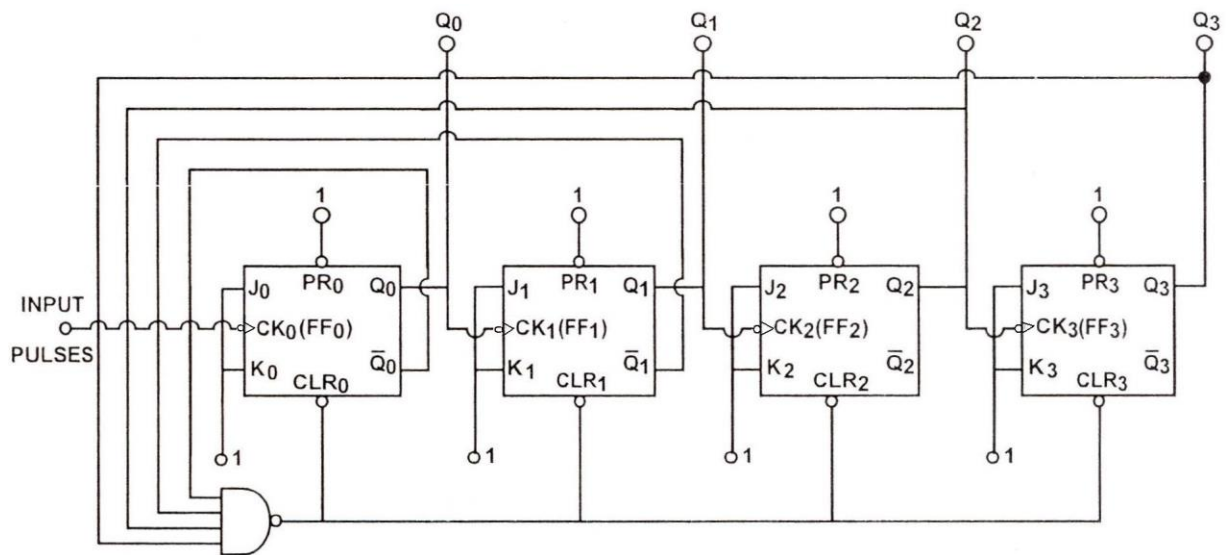 Q0 Q1 Q2 Q3
1 1 1 1
J0 PR0 Q0 J1 PR1 Q1 J2 PR2 Q2 J3 PR3 Q3
INPUT
CK0(FF0) CK1(FF1) CK2(FF2) CK3(FF3)
PULSES
K0 Q̅0 K1 Q̅1 K2 Q̅2 K3 Q̅3
CLR0 CLR1 CLR2 CLR3
1 1 1 1